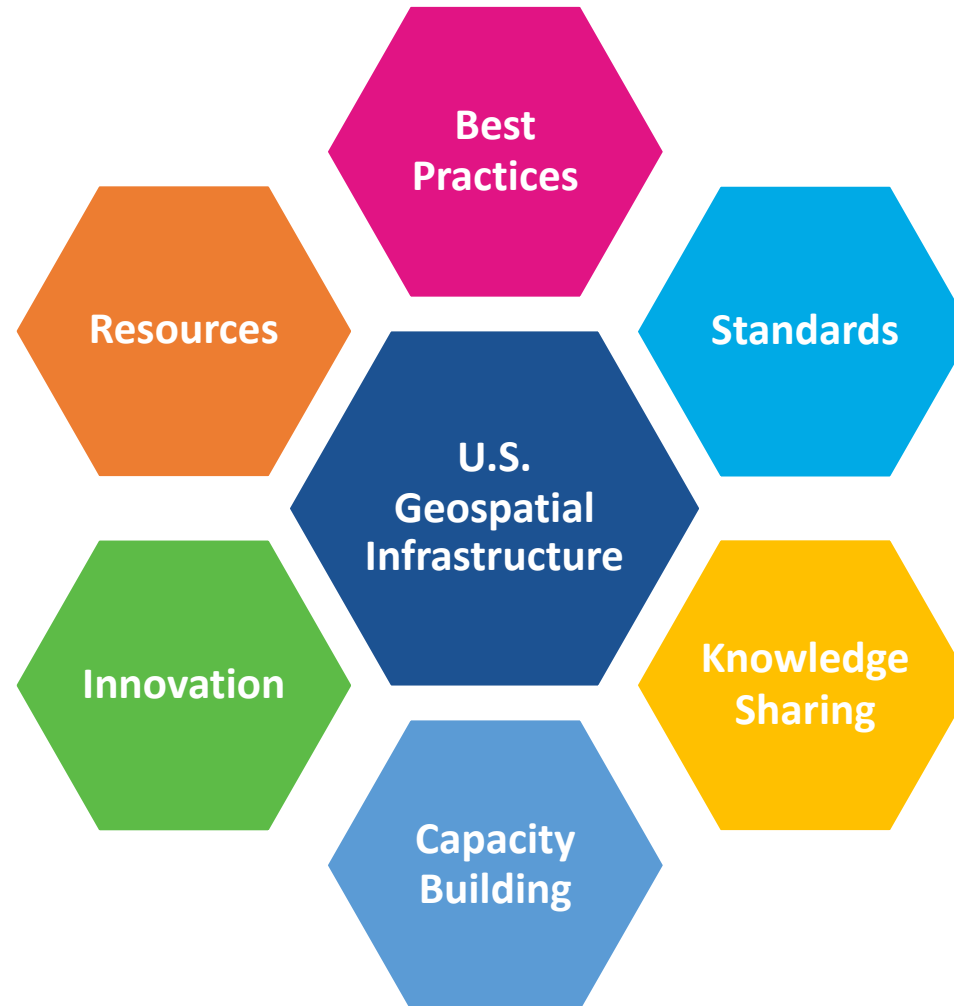 Best
Practices
Resources
Standards
U.S.
Geospatial
Infrastructure
Innovation
Knowledge
Sharing
Capacity
Building